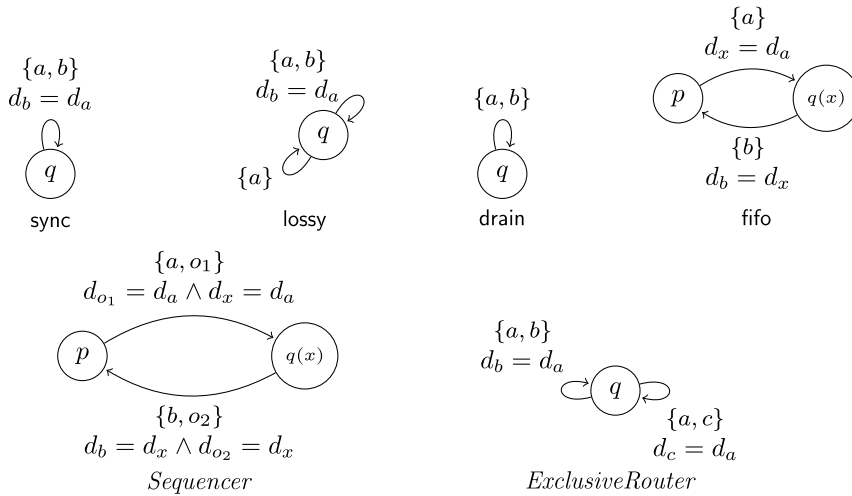 {a, b}
d_b = d_a
q
sync
{a, b}
d_b = d_a
q
{a}
lossy
{a, b}
q
drain
{a}
d_x = d_a
p
q(x)
{b}
d_b = d_x
fifo
{a, o_1}
d_{o_1} = d_a ∧ d_x = d_a
p
q(x)
{b, o_2}
d_b = d_x ∧ d_{o_2} = d_x
Sequencer
{a, b}
d_b = d_a
q
{a, c}
d_c = d_a
ExclusiveRouter